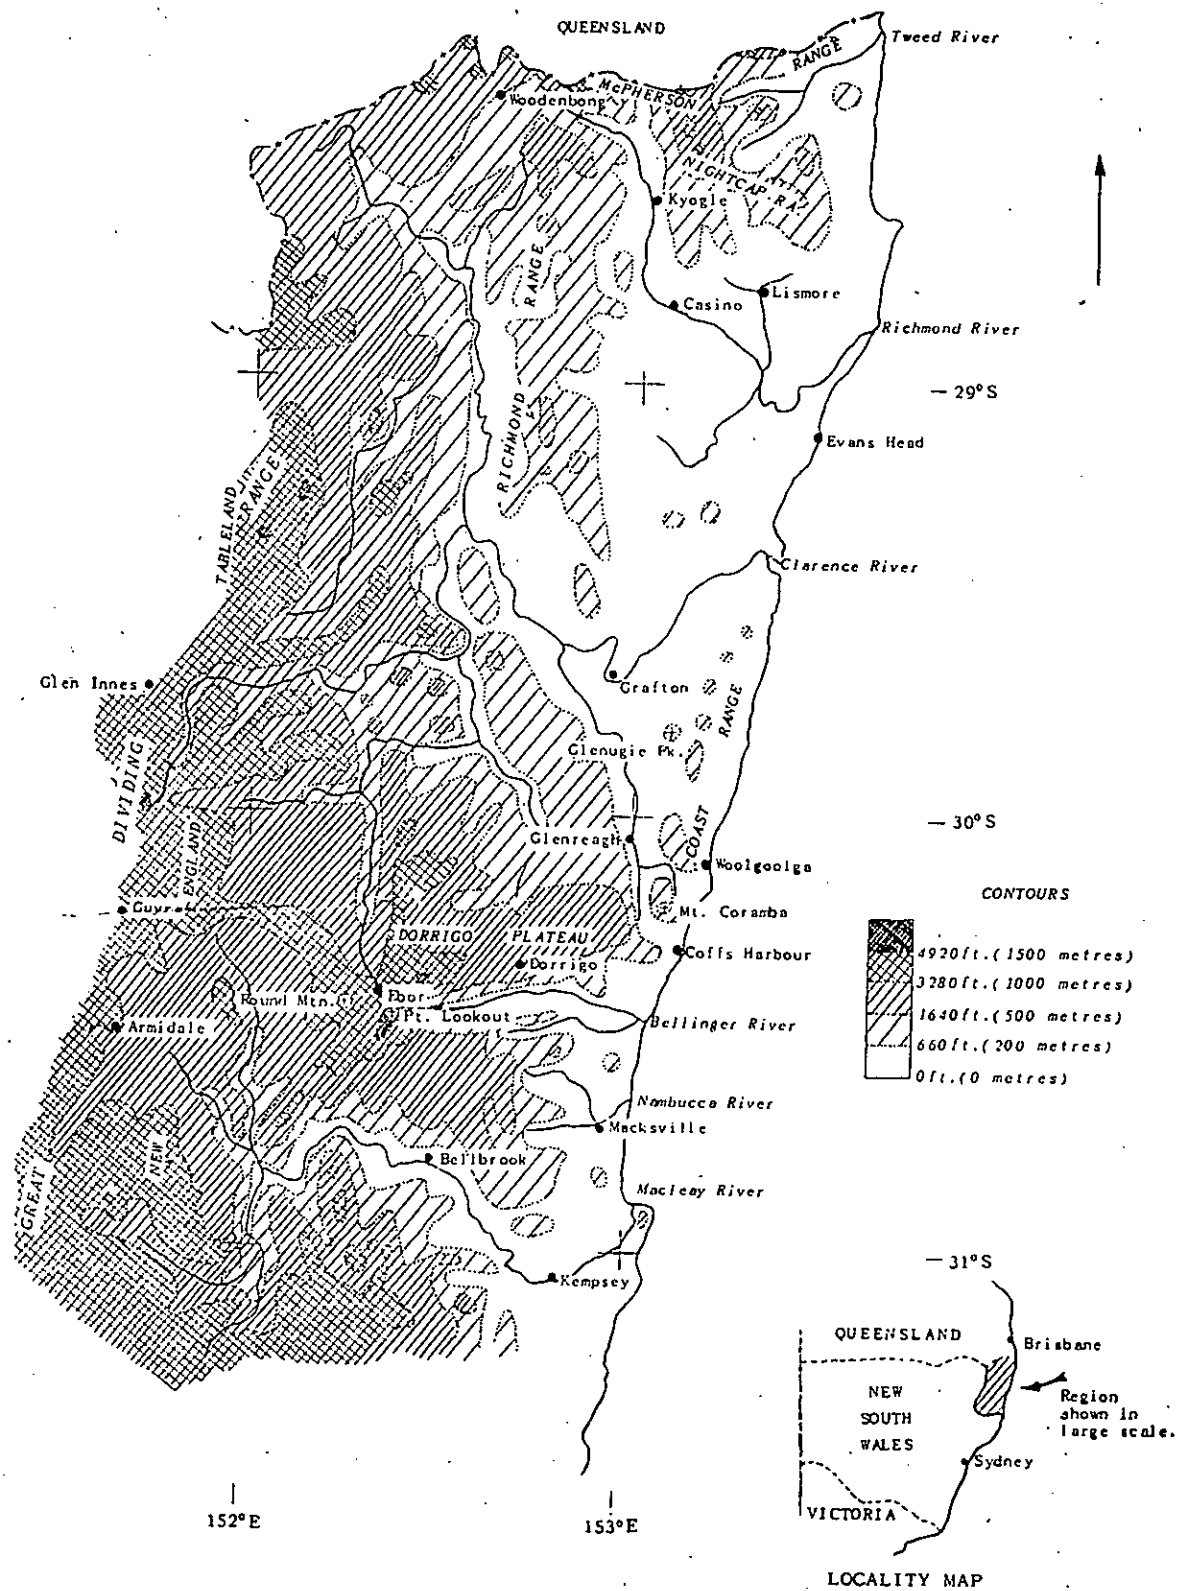 QUEENSLAND
Tweed River
RANGE
McPHERSON
Woodenbong
NIGHTCAP RA.
Kyogle
RANGE
Casino
Lismore
Richmond River
29°S
RICHMOND
Evans Head
TABLELAND
RANGE
Clarence River
Glen Innes
Grafton
RANGE
Glenugie Pk.
DIVIDING
ENGLAND
COAST
30°S
Glenreagh
Woolgoolga
CONTOURS
Guyra
Mt. Coramba
DORRIGO PLATEAU
Coffs Harbour
4920ft.(1500 metres)
Dorrigo
3280ft.(1000 metres)
Round Mtn.
Ebor
1640ft.(500 metres)
Pt. Lookout
Armidale
Bellinger River
660ft.(200 metres)
0ft.(0 metres)
Nambucca River
Macksville
NEW
Bellbrook
GREAT
Macleay River
31°S
Kempsey
QUEENSLAND
Brisbane
NEW
SOUTH
WALES
Region
shown in
large scale.
Sydney
VICTORIA
152°E
153°E
LOCALITY MAP